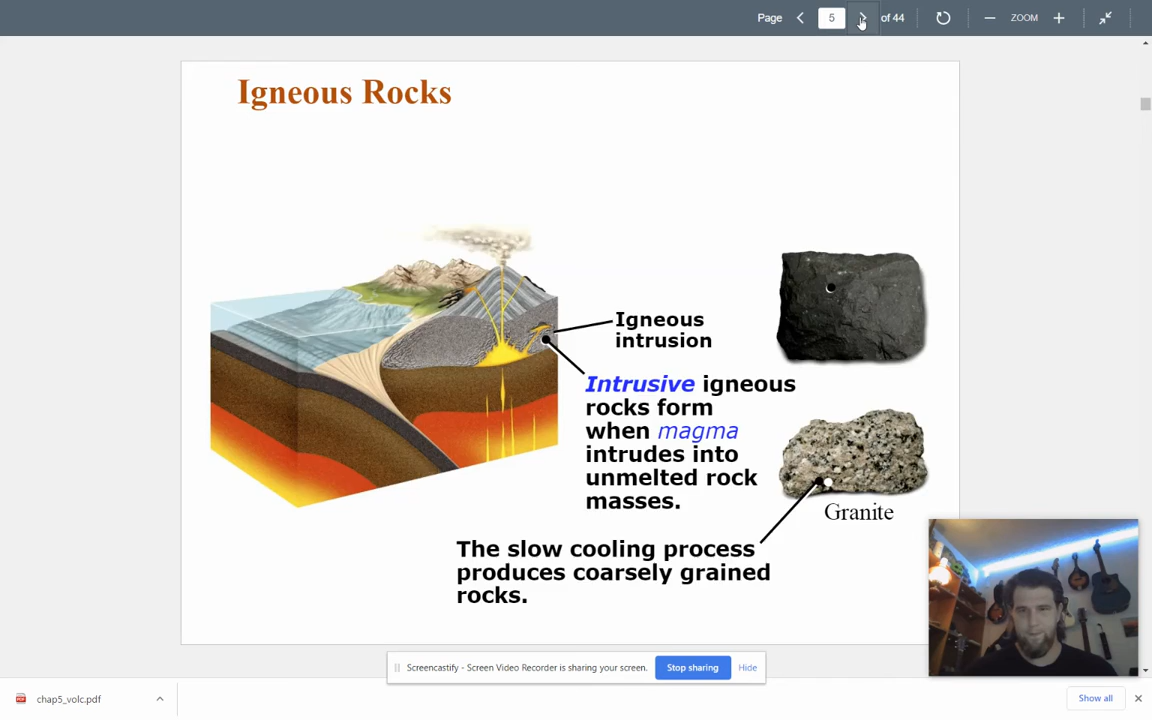 Page 5 of 44 ZOOM
Igneous Rocks
Igneous
intrusion
Intrusive igneous
rocks form
when magma
intrudes into
unmelted rock
masses.
Granite
The slow cooling process
produces coarsely grained
rocks.
Screencastify - Screen Video Recorder is sharing your screen. Stop sharing Hide
chap5_volc.pdf Show all